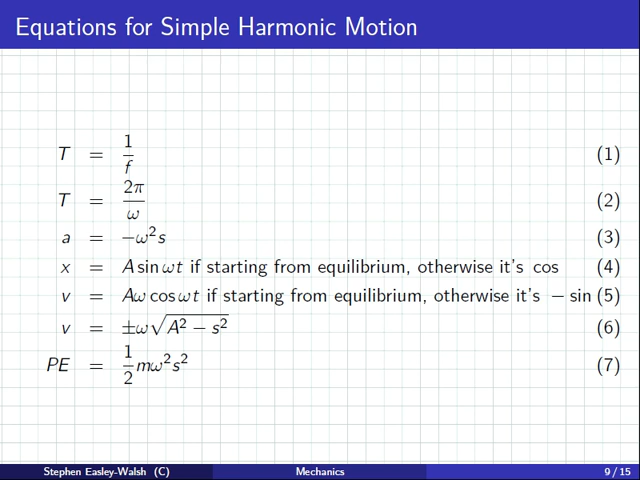 Equations for Simple Harmonic Motion
T = 1/f (1)
T = 2π/ω (2)
a = −ω²s (3)
x = A sin ωt if starting from equilibrium, otherwise it's cos (4)
v = Aω cos ωt if starting from equilibrium, otherwise it's − sin (5)
v = ±ω√(A² − s²) (6)
PE = 1/2 mω²s² (7)
Stephen Easley-Walsh (C) Mechanics 9 / 15